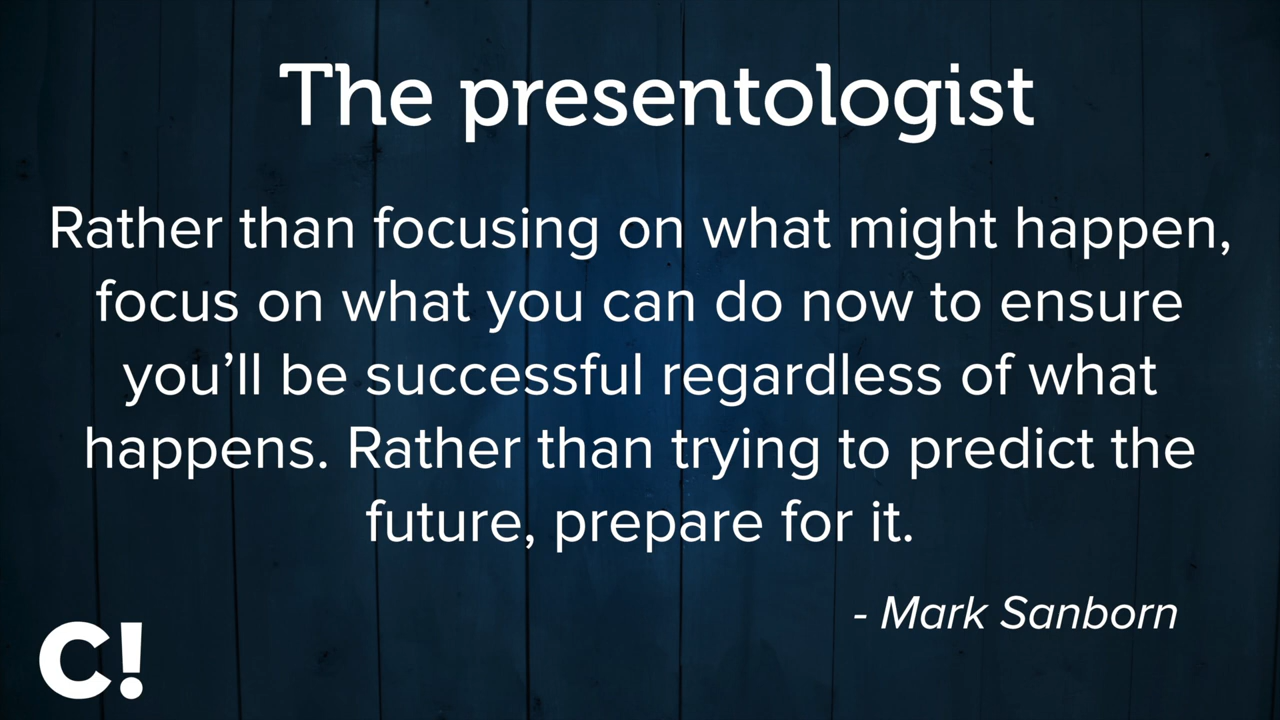 The presentologist
Rather than focusing on what might happen,
focus on what you can do now to ensure
you’ll be successful regardless of what
happens. Rather than trying to predict the
future, prepare for it.
- Mark Sanborn
C!